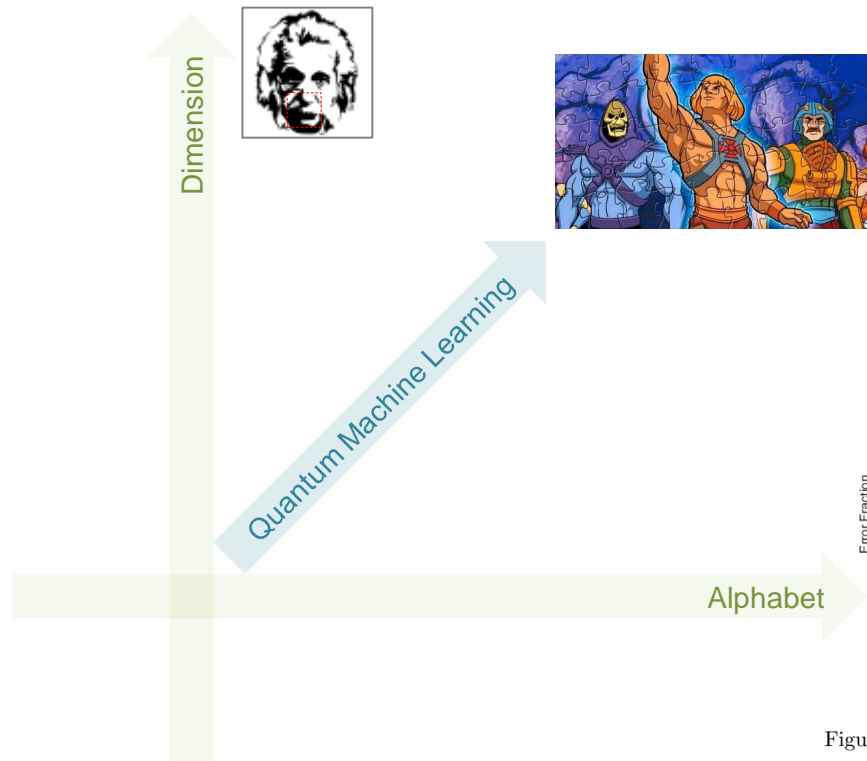 Dimension
Quantum Machine Learning
Error Fraction
Alphabet
Figu